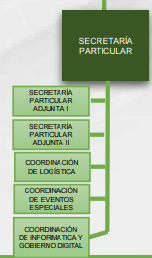 SECRETARÍA
PARTICULAR
SECRETARÍA
PARTICULAR
ADJUNTA I
SECRETARÍA
PARTICULAR
ADJUNTA II
COORDINACIÓN
DE LOGÍSTICA
COORDINACIÓN
DE EVENTOS
ESPECIALES
COORDINACIÓN
DE INFORMATICA Y
GOBIERNO DIGITAL